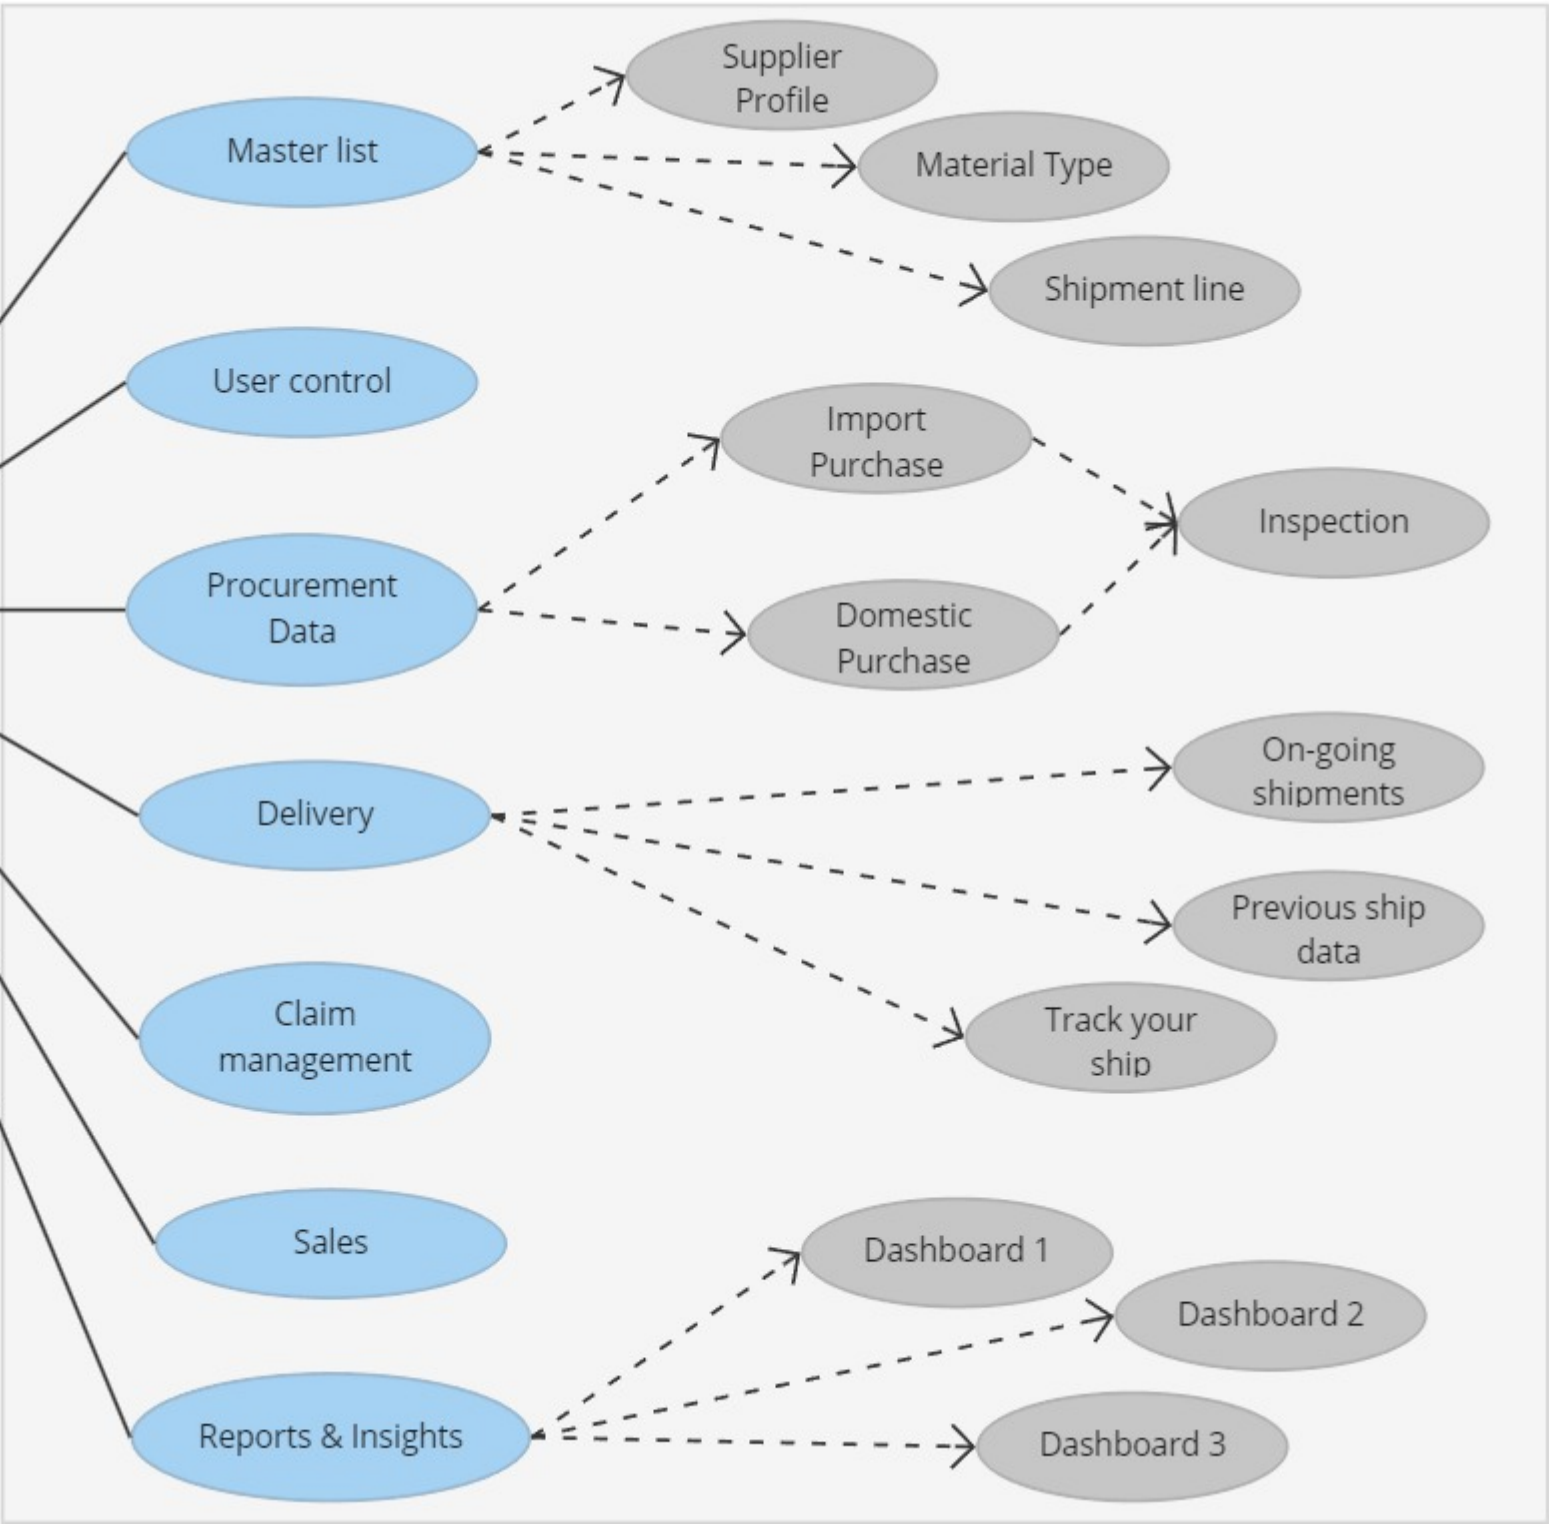 Supplier
Profile
Master list
Material Type
Shipment line
User control
Import
Purchase
Inspection
Procurement
Data
Domestic
Purchase
On-going
shipments
Delivery
Previous ship
data
Claim
management
Track your
ship
Sales
Dashboard 1
Dashboard 2
Reports & Insights
Dashboard 3